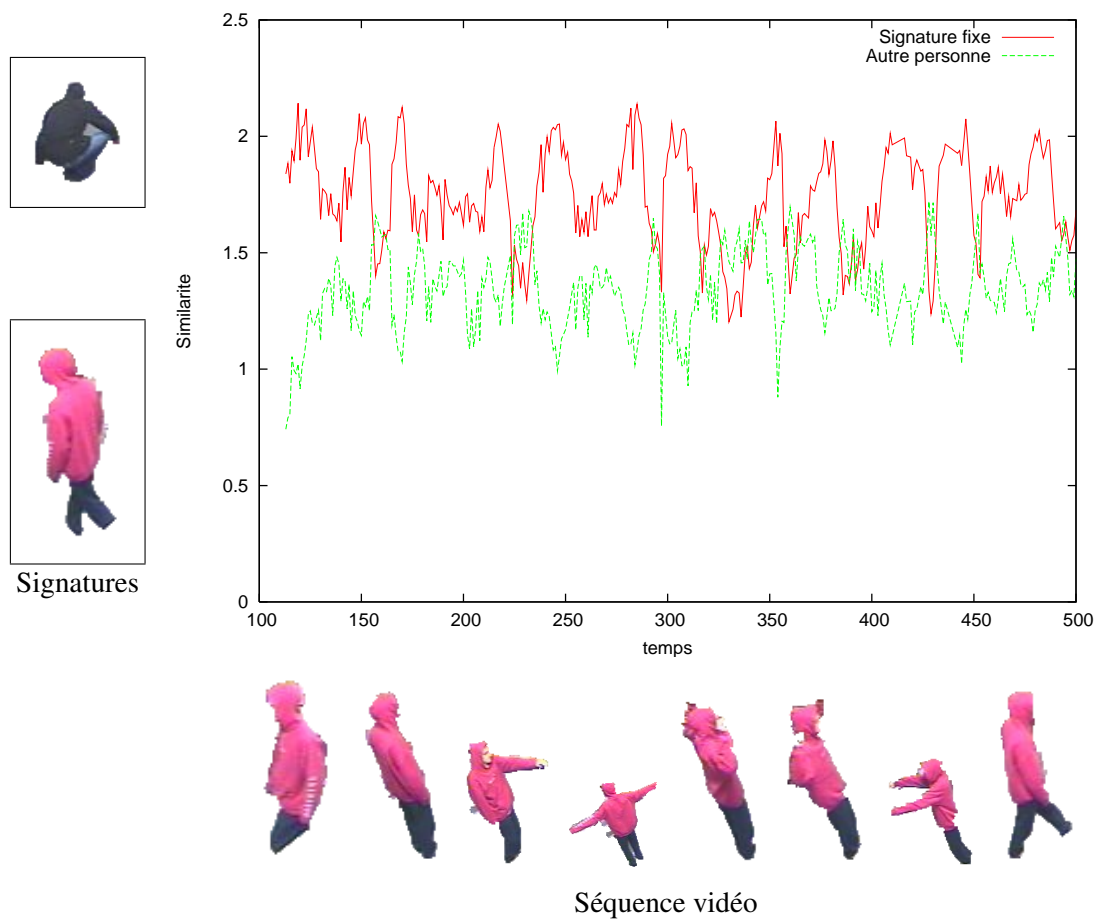 2.5
2
1.5
1
0.5
0
Similarite
Signature fixe
Autre personne
100 150 200 250 300 350 400 450 500
temps
Signatures
Séquence vidéo